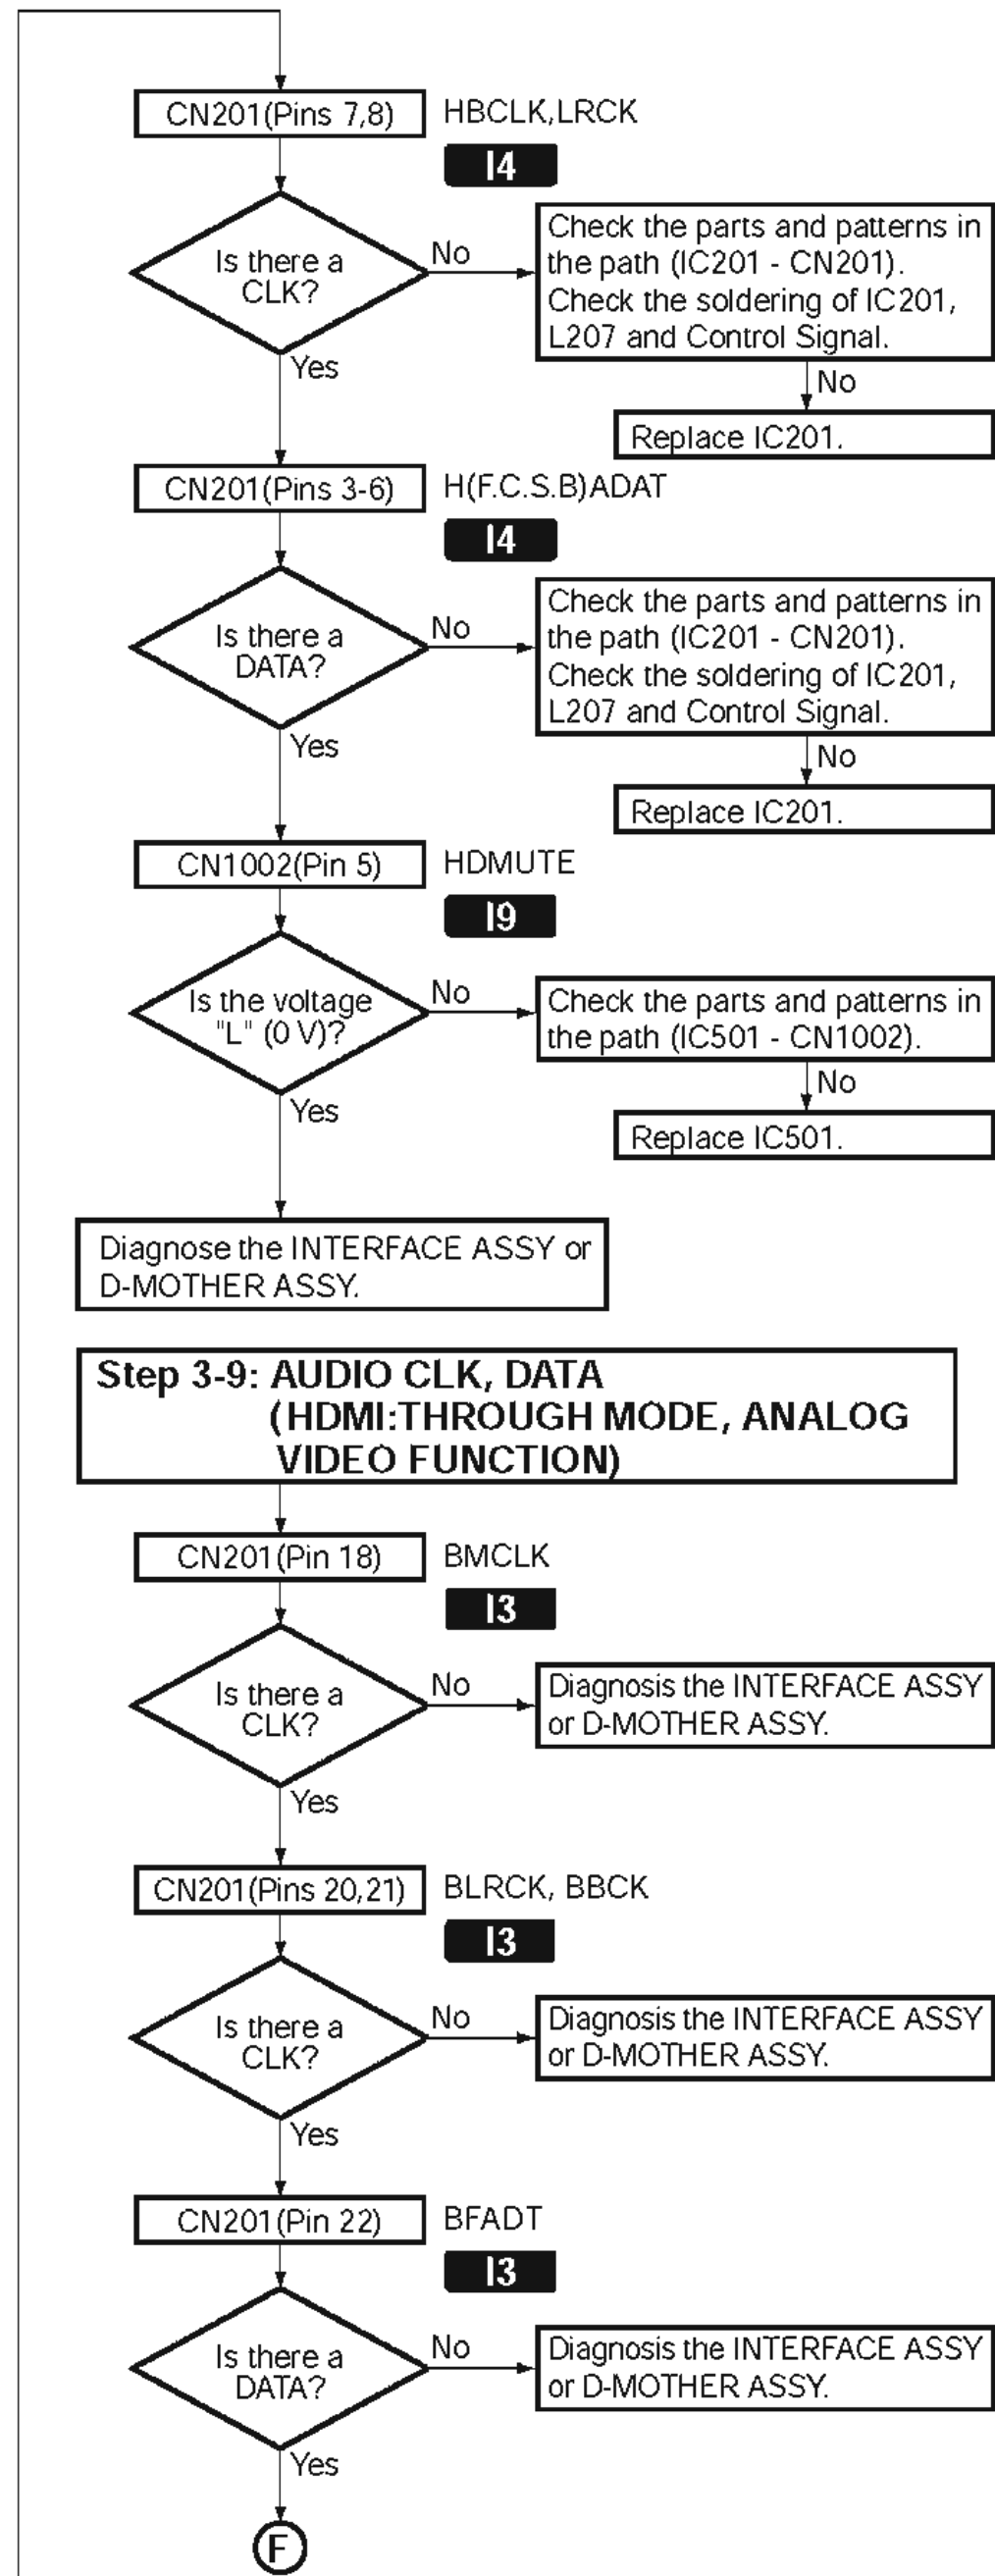 CN201(Pins 7,8)
HBCLK,LRCK
I4
Is there a
CLK?
No
Check the parts and patterns in
the path (IC201 - CN201).
Check the soldering of IC201,
L207 and Control Signal.
Yes
No
Replace IC201.
CN201(Pins 3-6)
H(F.C.S.B)ADAT
I4
Is there a
DATA?
No
Check the parts and patterns in
the path (IC201 - CN201).
Check the soldering of IC201,
L207 and Control Signal.
Yes
No
Replace IC201.
CN1002(Pin 5)
HDMUTE
I9
Is the voltage
"L" (0 V)?
No
Check the parts and patterns in
the path (IC501 - CN1002).
Yes
No
Replace IC501.
Diagnose the INTERFACE ASSY or
D-MOTHER ASSY.
Step 3-9: AUDIO CLK, DATA
(HDMI:THROUGH MODE, ANALOG
VIDEO FUNCTION)
CN201(Pin 18)
BMCLK
I3
Is there a
CLK?
No
Diagnosis the INTERFACE ASSY
or D-MOTHER ASSY.
Yes
CN201(Pins 20,21)
BLRCK, BBCK
I3
Is there a
CLK?
No
Diagnosis the INTERFACE ASSY
or D-MOTHER ASSY.
Yes
CN201(Pin 22)
BFADT
I3
Is there a
DATA?
No
Diagnosis the INTERFACE ASSY
or D-MOTHER ASSY.
Yes
F